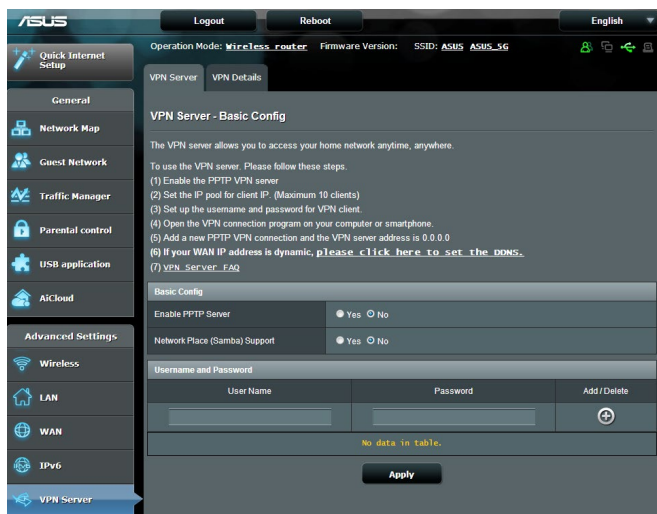 ASUS
Logout
Reboot
English
Quick Internet
Setup
Operation Mode: Wireless router Firmware Version: SSID: ASUS ASUS_5G
VPN Server
VPN Details
General
Network Map
Guest Network
Traffic Manager
Parental control
USB application
AiCloud
Advanced Settings
Wireless
LAN
WAN
IPv6
VPN Server
VPN Server - Basic Config
The VPN server allows you to access your home network anytime, anywhere.
To use the VPN server. Please follow these steps.
(1) Enable the PPTP VPN server
(2) Set the IP pool for client IP. (Maximum 10 clients)
(3) Set up the username and password for VPN client.
(4) Open the VPN connection program on your computer or smartphone.
(5) Add a new PPTP VPN connection and the VPN server address is 0.0.0.0
(6) If your WAN IP address is dynamic, please click here to set the DDNS.
(7) VPN Server FAQ
Basic Config
Enable PPTP Server Yes No
Network Place (Samba) Support Yes No
Username and Password
User Name Password Add / Delete
No data in table.
Apply